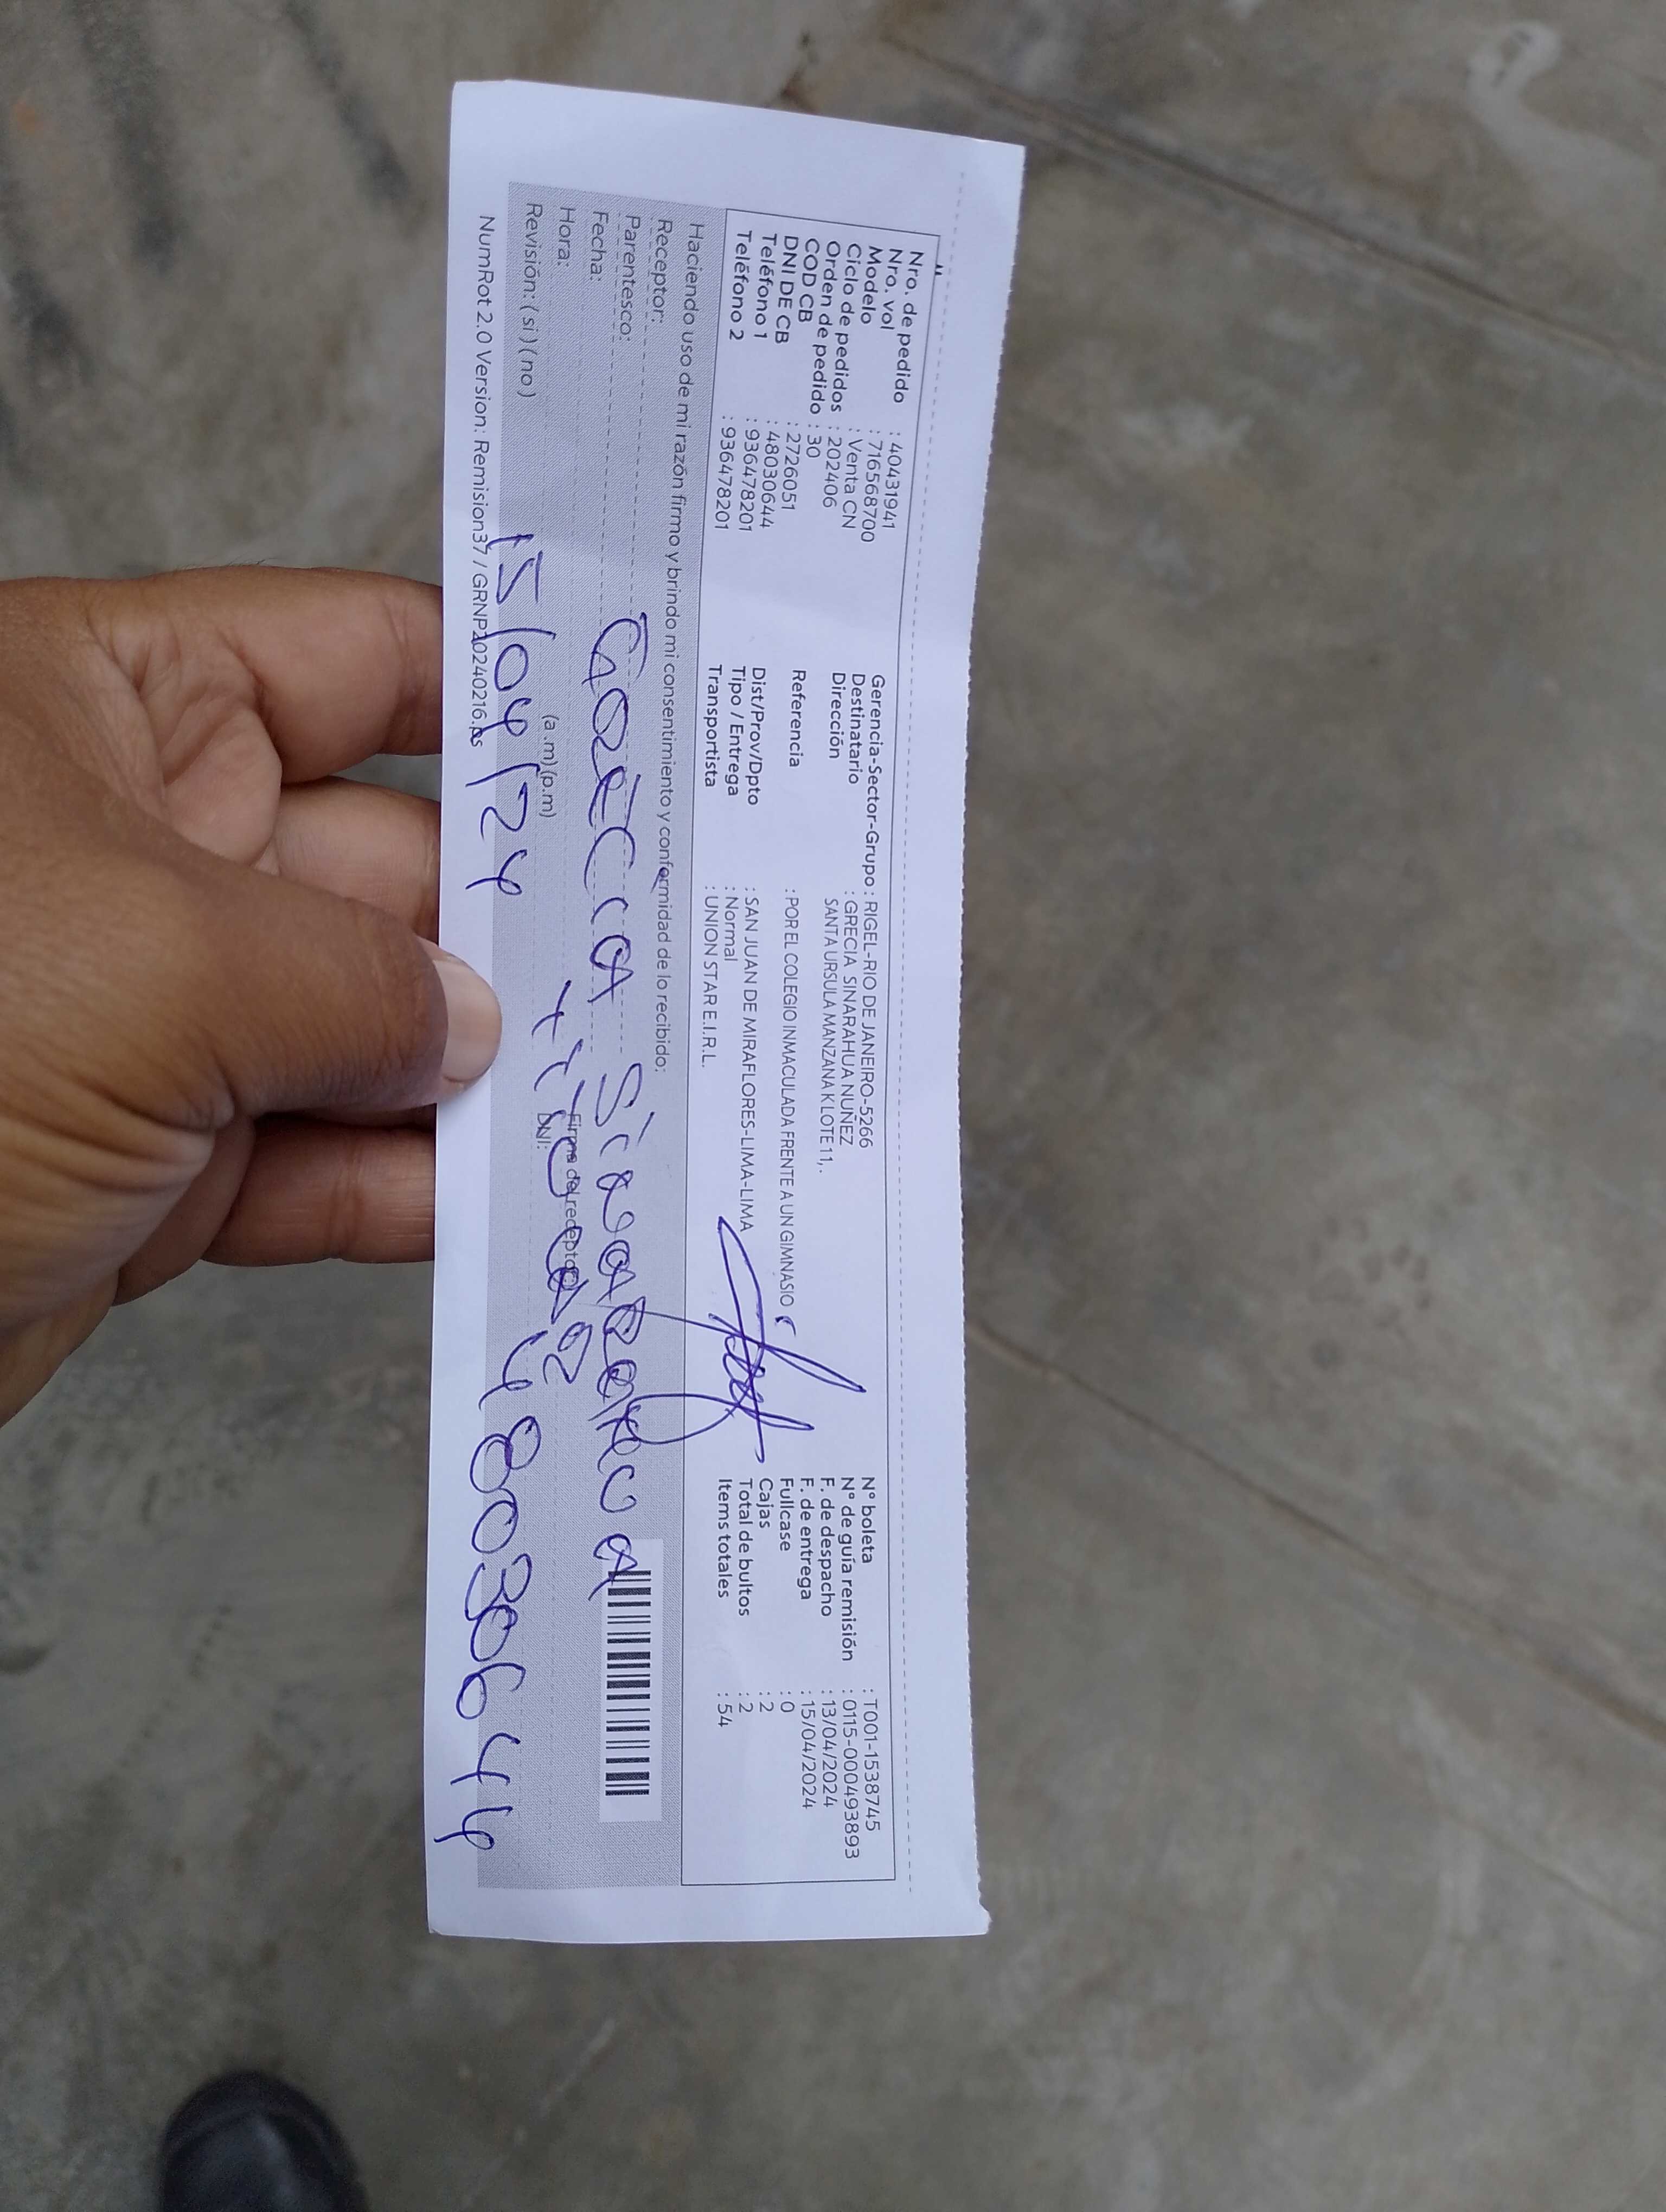 Nro. de pedido : 40431941
Nro. vol : 716568700
Modelo : Venta CN
Ciclo de pedidos : 202406
Orden de pedido : 30
COD CB : 2726051
DNI DE CB : 48030644
Teléfono 1 : 936478201
Teléfono 2 : 936478201
Gerencia-Sector-Grupo : RIGEL-RIO DE JANEIRO-5266
Destinatario : GRECIA SINARAHUA NUÑEZ
Dirección SANTA URSULA MANZANA K LOTE 11,.
Referencia : POR EL COLEGIO INMACULADA FRENTE A UN GIMNASIO
Dist/Prov/Dpto : SAN JUAN DE MIRAFLORES-LIMA-LIMA
Tipo / Entrega : Normal
Transportista : UNION STAR E.I.R.L.
N° boleta : T001-1538745
N° de guía remisión : 0115-000493893
F. de despacho : 13/04/2024
F. de entrega : 15/04/2024
Fullcase : 0
Cajas : 2
Total de bultos : 2
Items totales : 54
Haciendo uso de mi razón firmo y brindo mi consentimiento y conformidad de lo recibido:
Receptor:
Parentesco:
Fecha:
Hora: (a.m)(p.m)
Revisión: ( si ) ( no )
Firma del receptor
DNI:
15/04/24
48030644
NumRot 2.0 Version: Remision37 / GRNP20240216.ps